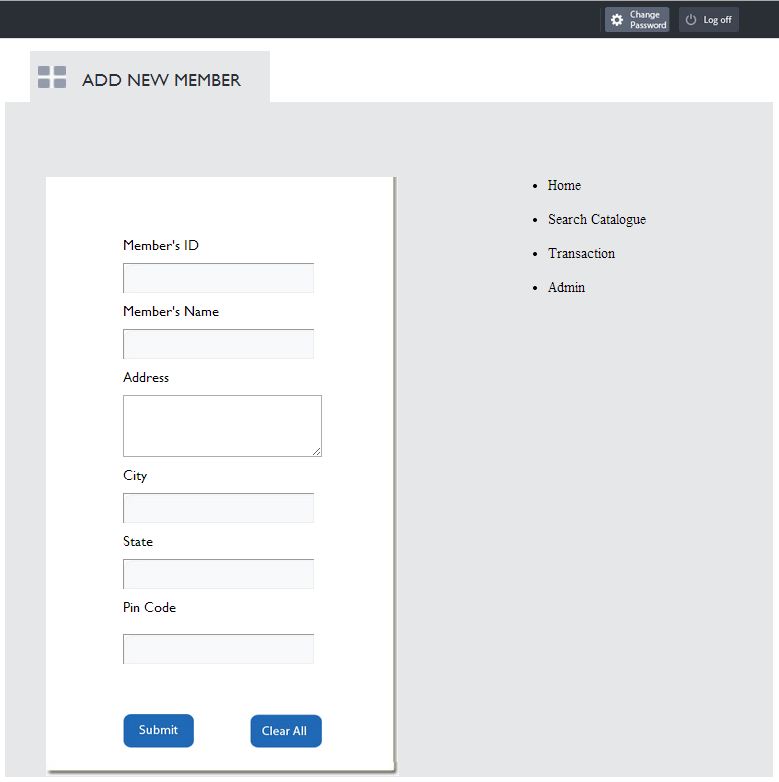 Change
Password
Log off
ADD NEW MEMBER
Member's ID
Member's Name
Address
City
State
Pin Code
Submit
Clear All
Home
Search Catalogue
Transaction
Admin